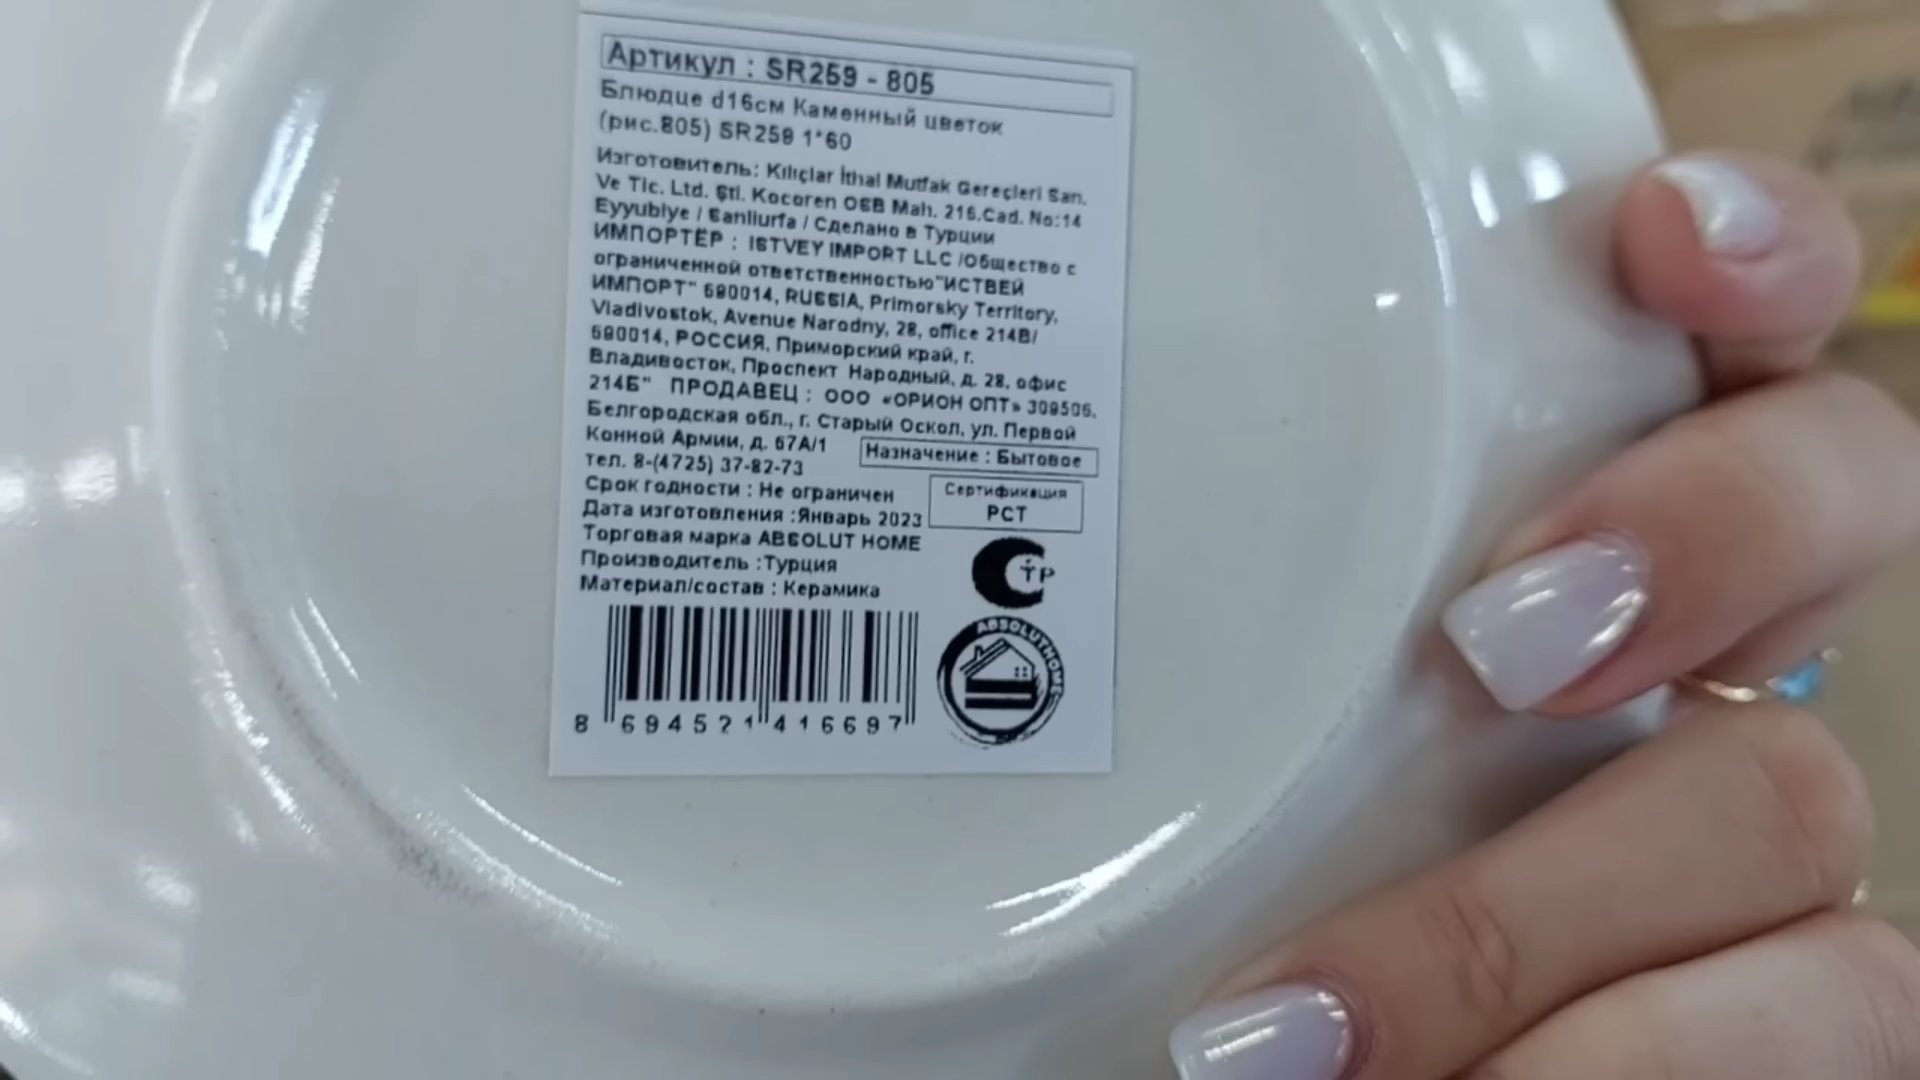 Артикул : SR259 - 805
Блюдце d16см Каменный цветок
(рис.805) SR259 1*60
Изготовитель: Kılıçlar İthal Mutfak Gereçleri San.
Ve Tic. Ltd. Şti. Kocoren OSB Mah. 216.Cad. No:14
Eyyubiye / Sanliurfa / Сделано в Турции
ИМПОРТЁР : ISTVEY IMPORT LLC /Общество с
ограниченной ответственностью"ИСТВЕЙ
ИМПОРТ" 690014, RUSSIA, Primorsky Territory,
Vladivostok, Avenue Narodny, 28, office 214B/
690014, РОССИЯ, Приморский край, г.
Владивосток, Проспект Народный, д. 28, офис
214Б" ПРОДАВЕЦ : ООО «ОРИОН ОПТ» 309506,
Белгородская обл., г. Старый Оскол, ул. Первой
Конной Армии, д. 67А/1
тел. 8-(4725) 37-82-73
Назначение : Бытовое
Срок годности : Не ограничен
Дата изготовления :Январь 2023
Торговая марка ABSOLUT HOME
Производитель :Турция
Материал/состав : Керамика
Сертификация
РСТ
СТР
ABSOLUTHOME
8 694521 416697